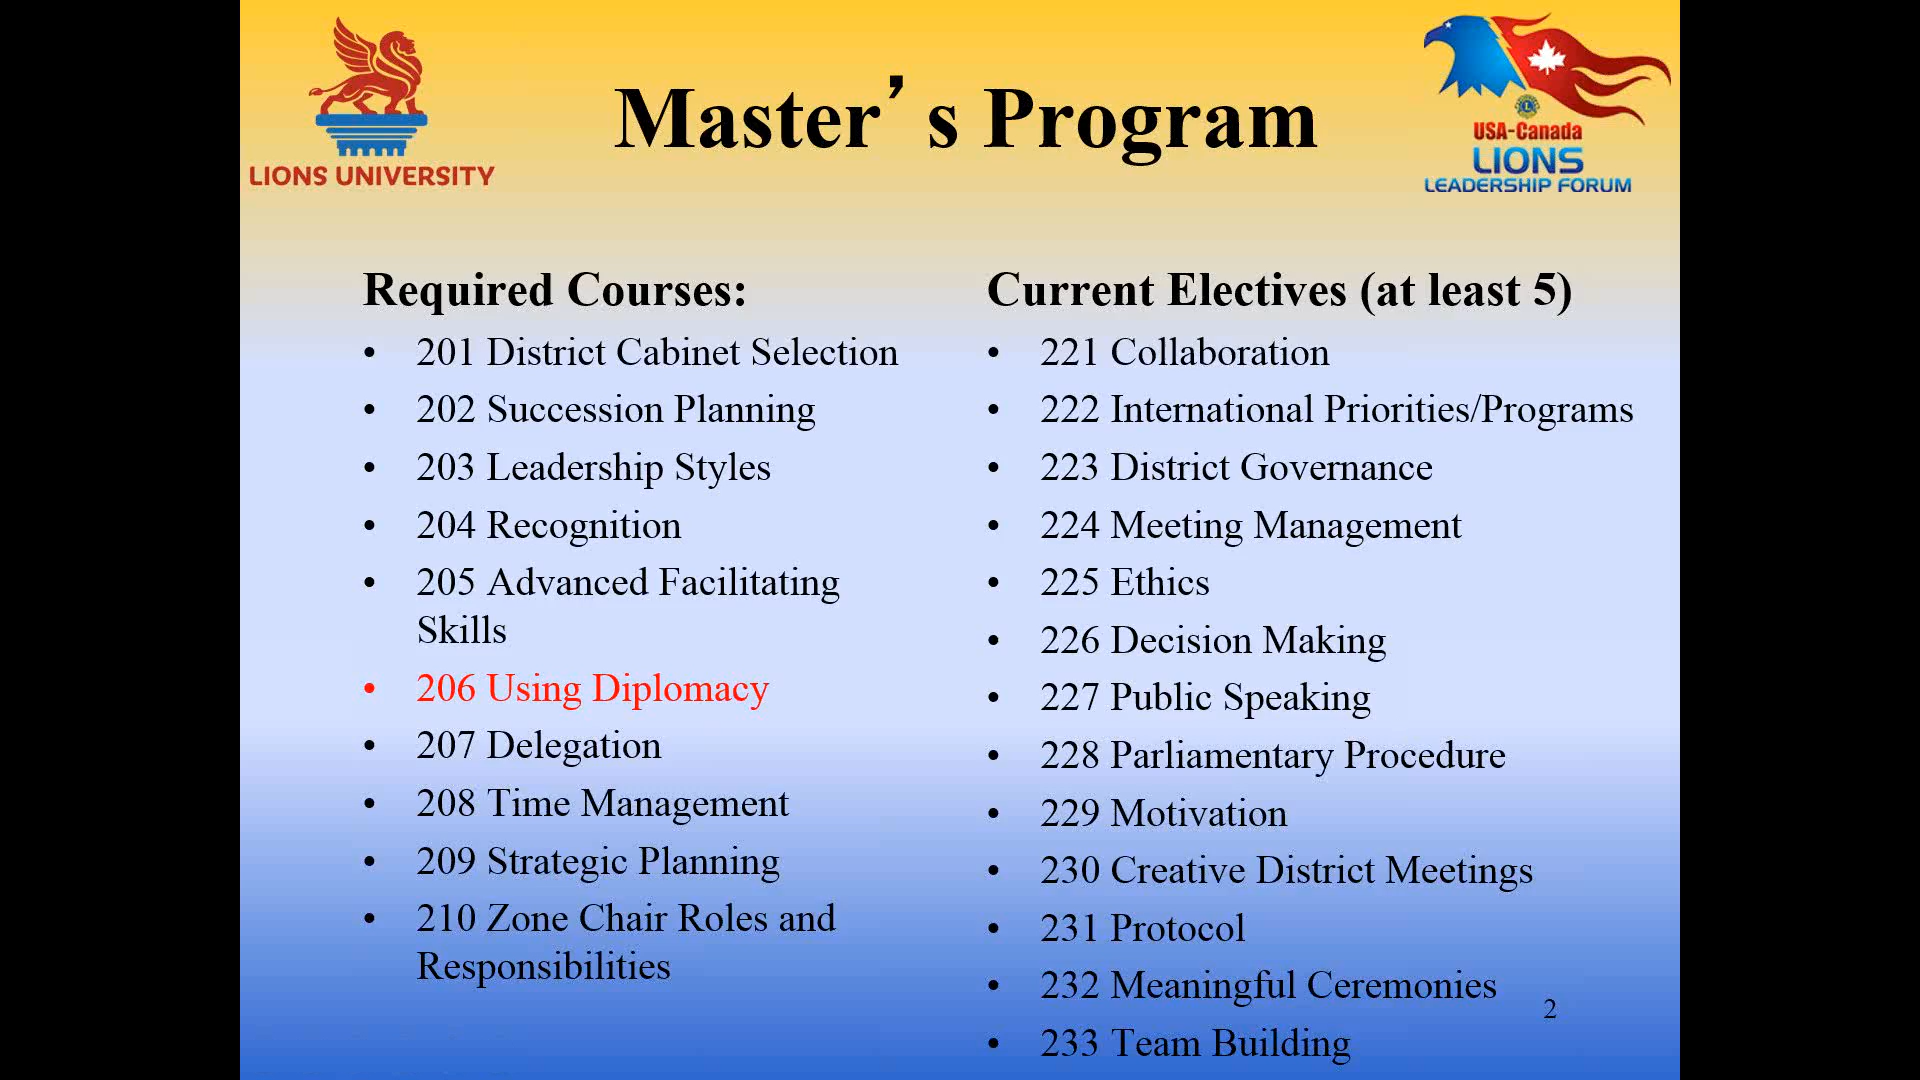 LIONS UNIVERSITY
Master’s Program
USA-Canada
LIONS
LEADERSHIP FORUM
Required Courses:
• 201 District Cabinet Selection
• 202 Succession Planning
• 203 Leadership Styles
• 204 Recognition
• 205 Advanced Facilitating
Skills
• 206 Using Diplomacy
• 207 Delegation
• 208 Time Management
• 209 Strategic Planning
• 210 Zone Chair Roles and
Responsibilities
Current Electives (at least 5)
• 221 Collaboration
• 222 International Priorities/Programs
• 223 District Governance
• 224 Meeting Management
• 225 Ethics
• 226 Decision Making
• 227 Public Speaking
• 228 Parliamentary Procedure
• 229 Motivation
• 230 Creative District Meetings
• 231 Protocol
• 232 Meaningful Ceremonies
• 233 Team Building
2